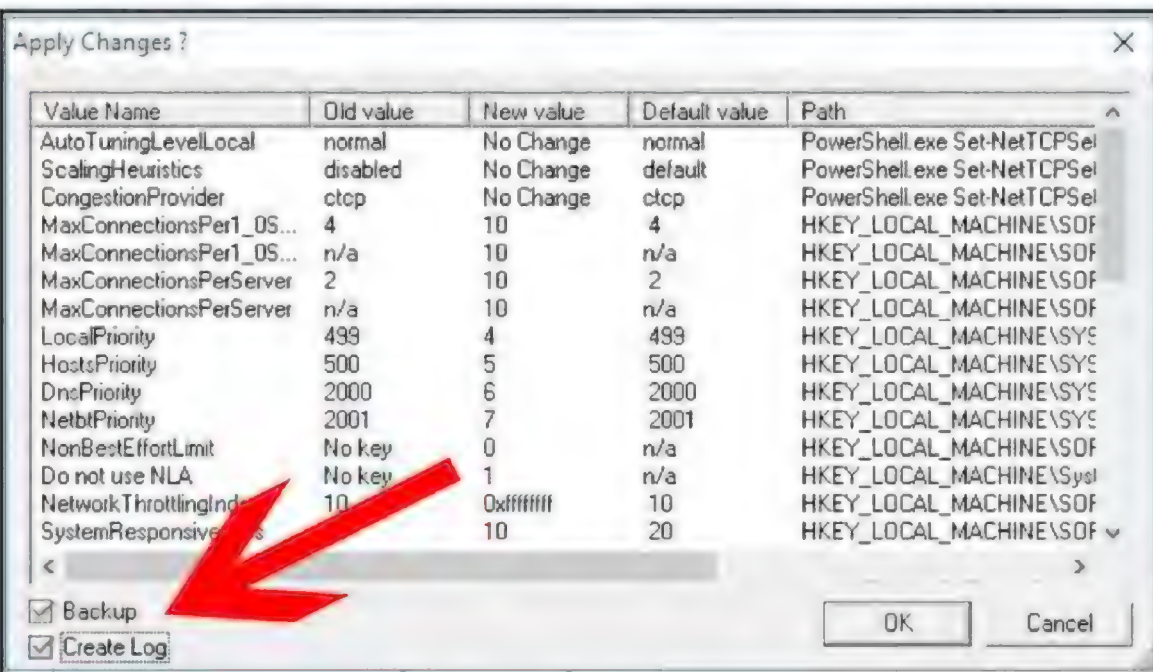 Apply Changes ?
Value Name Old value New value Default value Path
AutoTuningLevelLocal normal No Change normal PowerShell.exe Set-NetTCPSe
ScalingHeuristics disabled No Change default PowerShell.exe Set-NetTCPSe
CongestionProvider ctcp No Change ctcp PowerShell.exe Set-NetTCPSe
MaxConnectionsPer1_0S... 4 10 4 HKEY_LOCAL_MACHINE\SOF
MaxConnectionsPer1_0S... n/a 10 n/a HKEY_LOCAL_MACHINE\SOF
MaxConnectionsPerServer 2 10 2 HKEY_LOCAL_MACHINE\SOF
MaxConnectionsPerServer n/a 10 n/a HKEY_LOCAL_MACHINE\SOF
LocalPriority 499 4 499 HKEY_LOCAL_MACHINE\SYS
HostsPriority 500 5 500 HKEY_LOCAL_MACHINE\SYS
DnsPriority 2000 6 2000 HKEY_LOCAL_MACHINE\SYS
NetbtPriority 2001 7 2001 HKEY_LOCAL_MACHINE\SYS
NonBestEffortLimit No key 0 n/a HKEY_LOCAL_MACHINE\SOF
Do not use NLA No key 1 n/a HKEY_LOCAL_MACHINE\Syst
10 0xffffffff 10 HKEY_LOCAL_MACHINE\SOF
10 20 HKEY_LOCAL_MACHINE\SOF
Backup
Create Log
OK Cancel